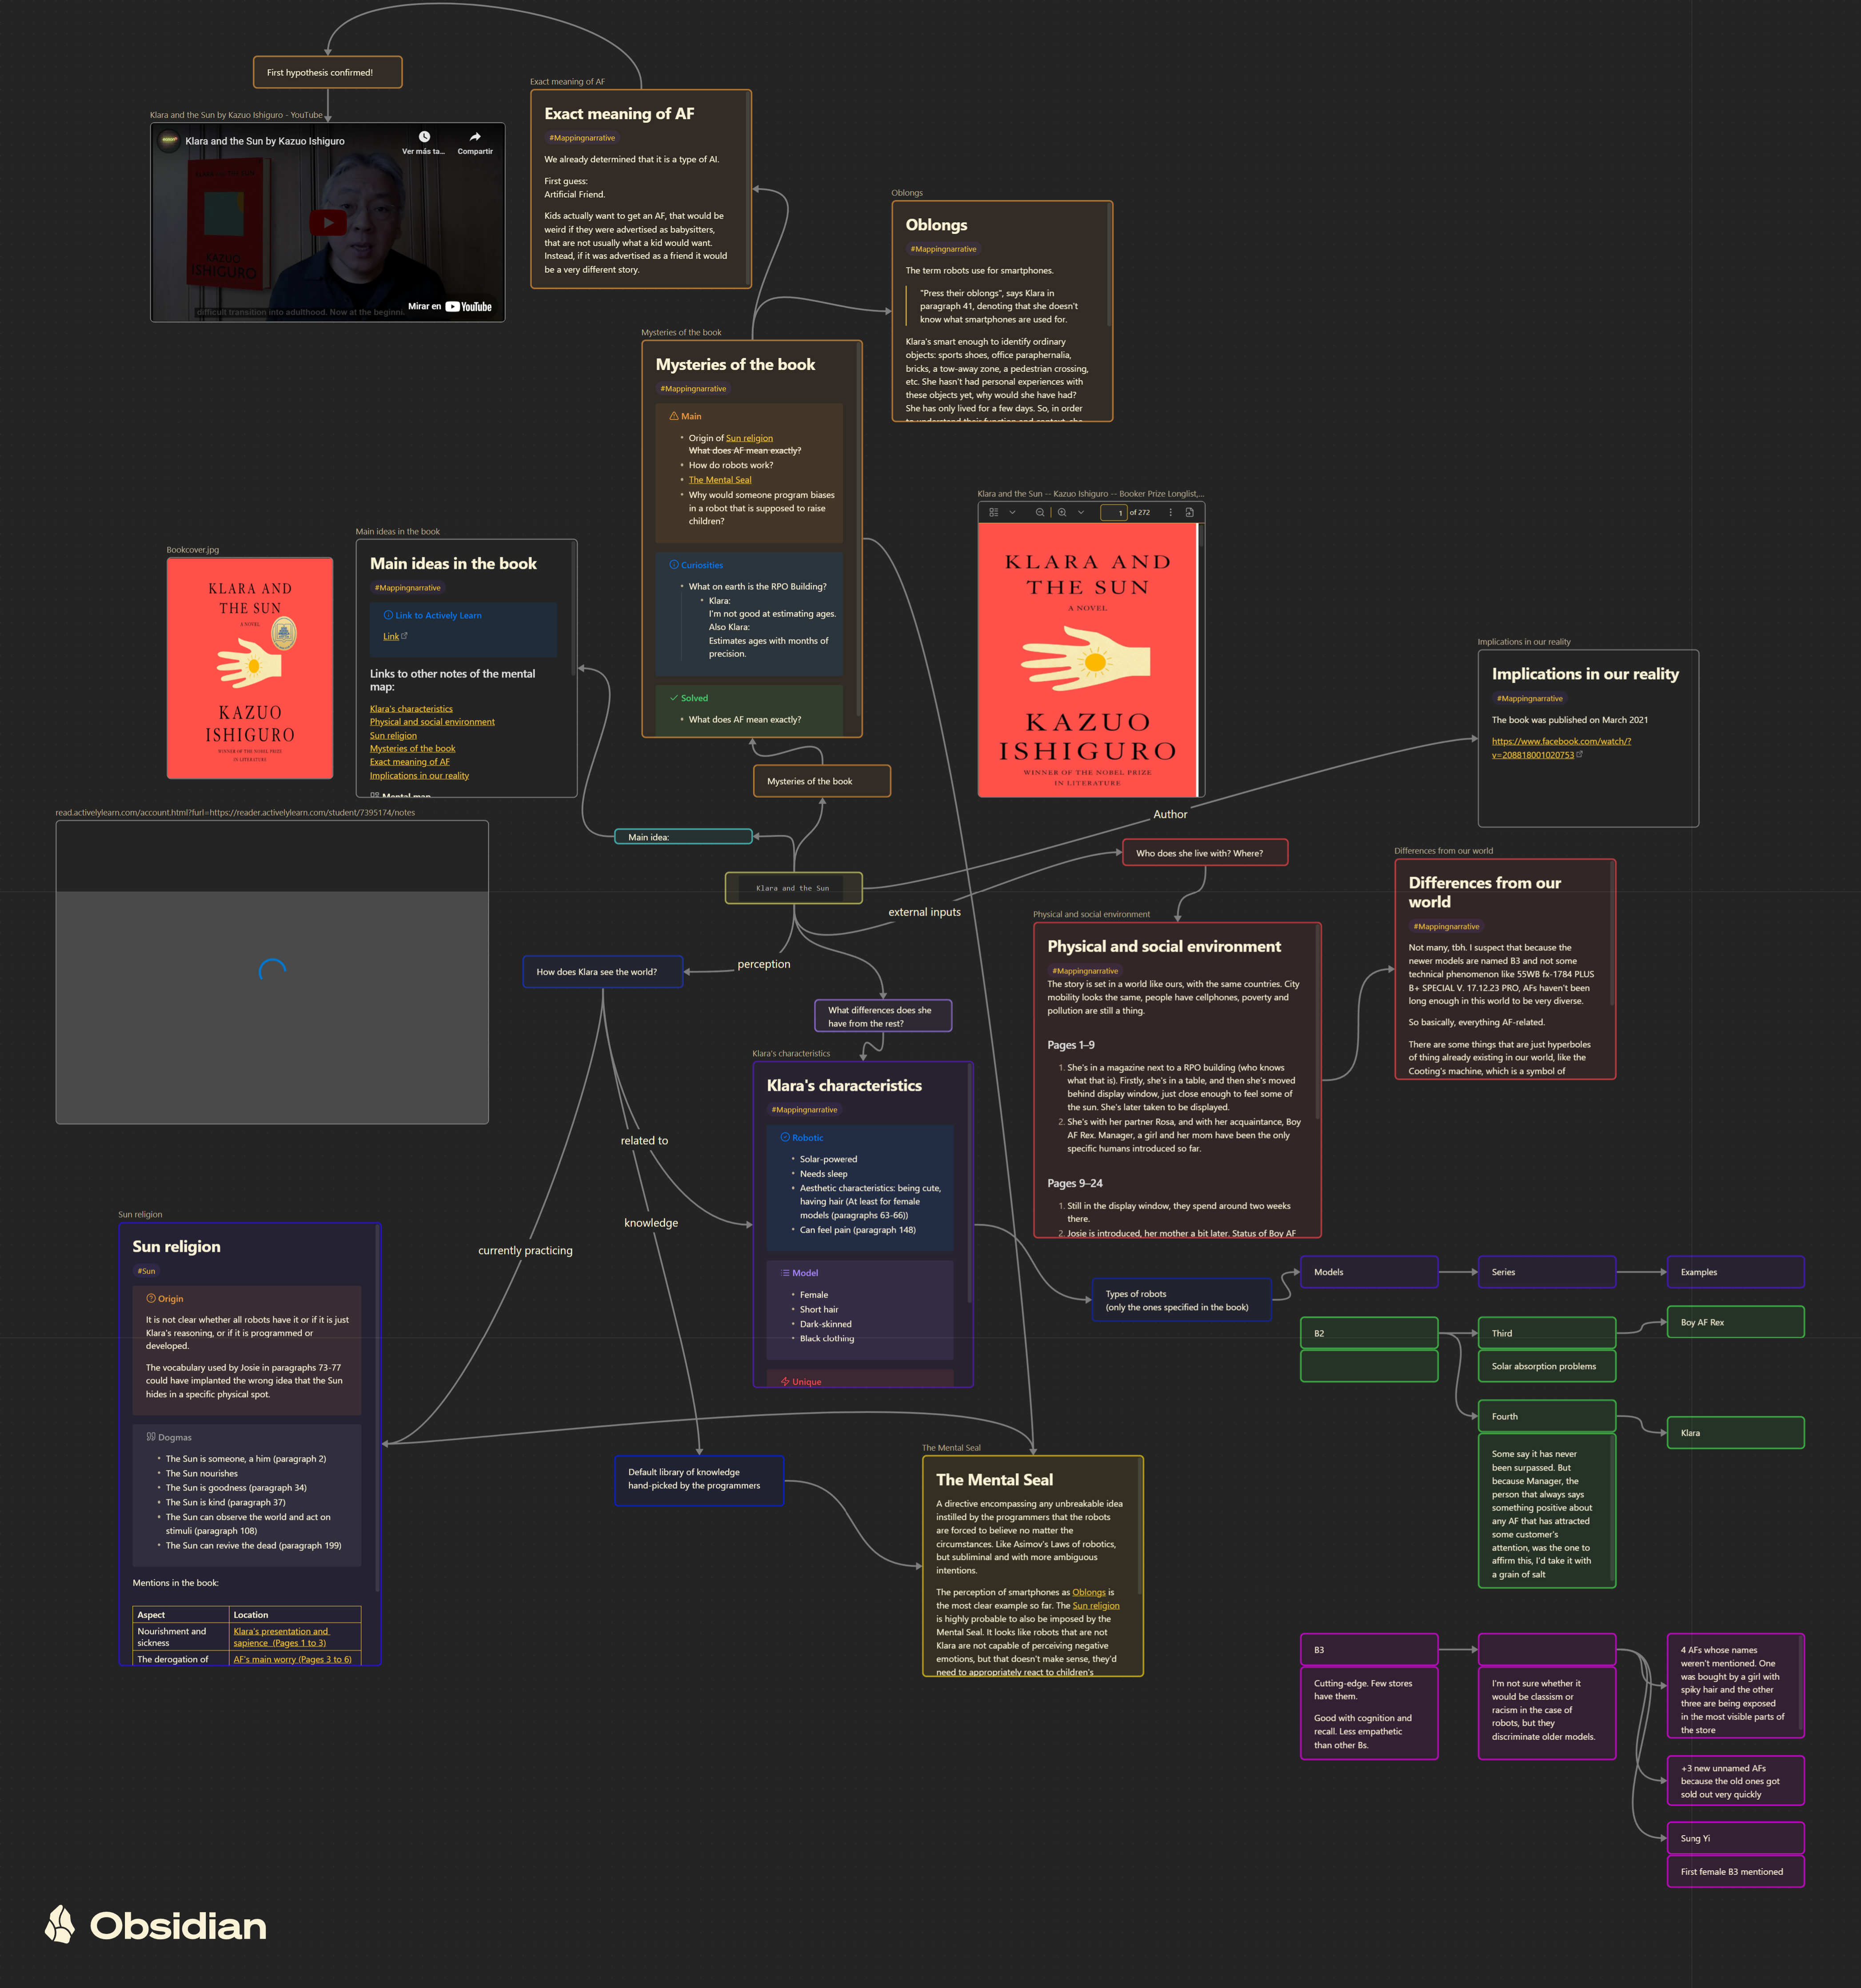 First hypothesis confirmed!
Klara and the Sun by Kazuo Ishiguro - YouTube
Klara and the Sun by Kazuo Ishiguro
Ver más ta...
Compartir
KAZUO
ISHIGURO
difficult transition into adulthood. Now at the beginni
Mirar en YouTube
Exact meaning of AF
Exact meaning of AF
#Mappingnarrative
We already determined that it is a type of AI.
First guess:
Artificial Friend.
Kids actually want to get an AF, that would be
weird if they were advertised as babysitters,
that are not usually what a kid would want.
Instead, if it was advertised as a friend it would
be a very different story.
Oblongs
Oblongs
#Mappingnarrative
The term robots use for smartphones.
"Press their oblongs", says Klara in
paragraph 41, denoting that she doesn't
know what smartphones are used for.
Klara's smart enough to identify ordinary
objects: sports shoes, office paraphernalia,
bricks, a tow-away zone, a pedestrian crossing,
etc. She hasn't had personal experiences with
these objects yet, why would she have had?
She has only lived for a few days. So, in order
to understand their function and context, she
Mysteries of the book
Mysteries of the book
#Mappingnarrative
Main
Origin of Sun religion
What does AF mean exactly?
How do robots work?
The Mental Seal
Why would someone program biases
in a robot that is supposed to raise
children?
Curiosities
What on earth is the RPO Building?
Klara:
I'm not good at estimating ages.
Also Klara:
Estimates ages with months of
precision.
Solved
What does AF mean exactly?
Bookcover.jpg
KLARA AND
THE SUN
A NOVEL
KAZUO
ISHIGURO
WINNER OF THE NOBEL PRIZE
IN LITERATURE
Main ideas in the book
Main ideas in the book
#Mappingnarrative
Link to Actively Learn
Link
Links to other notes of the mental
map:
Klara's characteristics
Physical and social environment
Sun religion
Mysteries of the book
Exact meaning of AF
Implications in our reality
Mental map
Klara and the Sun -- Kazuo Ishiguro -- Booker Prize Longlist,...
1 of 272
KLARA AND
THE SUN
A NOVEL
KAZUO
ISHIGURO
WINNER OF THE NOBEL PRIZE
IN LITERATURE
Implications in our reality
Implications in our reality
#Mappingnarrative
The book was published on March 2021
https://www.facebook.com/watch/?
v=208818001020753
Mysteries of the book
Main idea:
Klara and the Sun
Author
external inputs
perception
read.activelylearn.com/account.html?furl=https://reader.activelylearn.com/student/7395174/notes
Who does she live with? Where?
How does Klara see the world?
What differences does she
have from the rest?
Physical and social environment
Physical and social environment
#Mappingnarrative
The story is set in a world like ours, with the same countries. City
mobility looks the same, people have cellphones, poverty and
pollution are still a thing.
Pages 1–9
1. She's in a magazine next to a RPO building (who knows
what that is). Firstly, she's in a table, and then she's moved
behind display window, just close enough to feel some of
the sun. She's later taken to be displayed.
2. She's with her partner Rosa, and with her acquaintance, Boy
AF Rex. Manager, a girl and her mom have been the only
specific humans introduced so far.
Pages 9–24
1. Still in the display window, they spend around two weeks
there.
2. Josie is introduced, her mother a bit later. Status of Boy AF
Differences from our world
Differences from our
world
#Mappingnarrative
Not many, tbh. I suspect that because the
newer models are named B3 and not some
technical phenomenon like 55WB fx-1784 PLUS
B+ SPECIAL V. 17.12.23 PRO, AFs haven't been
long enough in this world to be very diverse.
So basically, everything AF-related.
There are some things that are just hyperboles
of thing already existing in our world, like the
Cooting's machine, which is a symbol of
Klara's characteristics
Klara's characteristics
#Mappingnarrative
Robotic
Solar-powered
Needs sleep
Aesthetic characteristics: being cute,
having hair (At least for female
models (paragraphs 63-66))
Can feel pain (paragraph 148)
Model
Female
Short hair
Dark-skinned
Black clothing
Unique
related to
knowledge
currently practicing
Sun religion
Sun religion
#Sun
Origin
It is not clear whether all robots have it or if it is just
Klara's reasoning, or if it is programmed or
developed.
The vocabulary used by Josie in paragraphs 73-77
could have implanted the wrong idea that the Sun
hides in a specific physical spot.
Dogmas
The Sun is someone, a him (paragraph 2)
The Sun nourishes
The Sun is goodness (paragraph 34)
The Sun is kind (paragraph 37)
The Sun can observe the world and act on
stimuli (paragraph 108)
The Sun can revive the dead (paragraph 199)
Mentions in the book:
Aspect Location
Nourishment and Klara's presentation and
sickness sapience (Pages 1 to 3)
The derogation of AF's main worry (Pages 3 to 6)
Default library of knowledge
hand-picked by the programmers
The Mental Seal
The Mental Seal
A directive encompassing any unbreakable idea
instilled by the programmers that the robots
are forced to believe no matter the
circumstances. Like Asimov's Laws of robotics,
but subliminal and with more ambiguous
intentions.
The perception of smartphones as Oblongs is
the most clear example so far. The Sun religion
is highly probable to also be imposed by the
Mental Seal. It looks like robots that are not
Klara are not capable of perceiving negative
emotions, but that doesn't make sense, they'd
need to appropriately react to children's
Types of robots
(only the ones specified in the book)
Models
Series
Examples
B2
Third
Boy AF Rex
Solar absorption problems
Fourth
Klara
Some say it has never
been surpassed. But
because Manager, the
person that always says
something positive about
any AF that has attracted
some customer's
attention, was the one to
affirm this, I'd take it with
a grain of salt
B3
Cutting-edge. Few stores
have them.
Good with cognition and
recall. Less empathetic
than other Bs.
I'm not sure whether it
would be classism or
racism in the case of
robots, but they
discriminate older models.
4 AFs whose names
weren't mentioned. One
was bought by a girl with
spiky hair and the other
three are being exposed
in the most visible parts of
the store
+3 new unnamed AFs
because the old ones got
sold out very quickly
Sung Yi
First female B3 mentioned
Obsidian